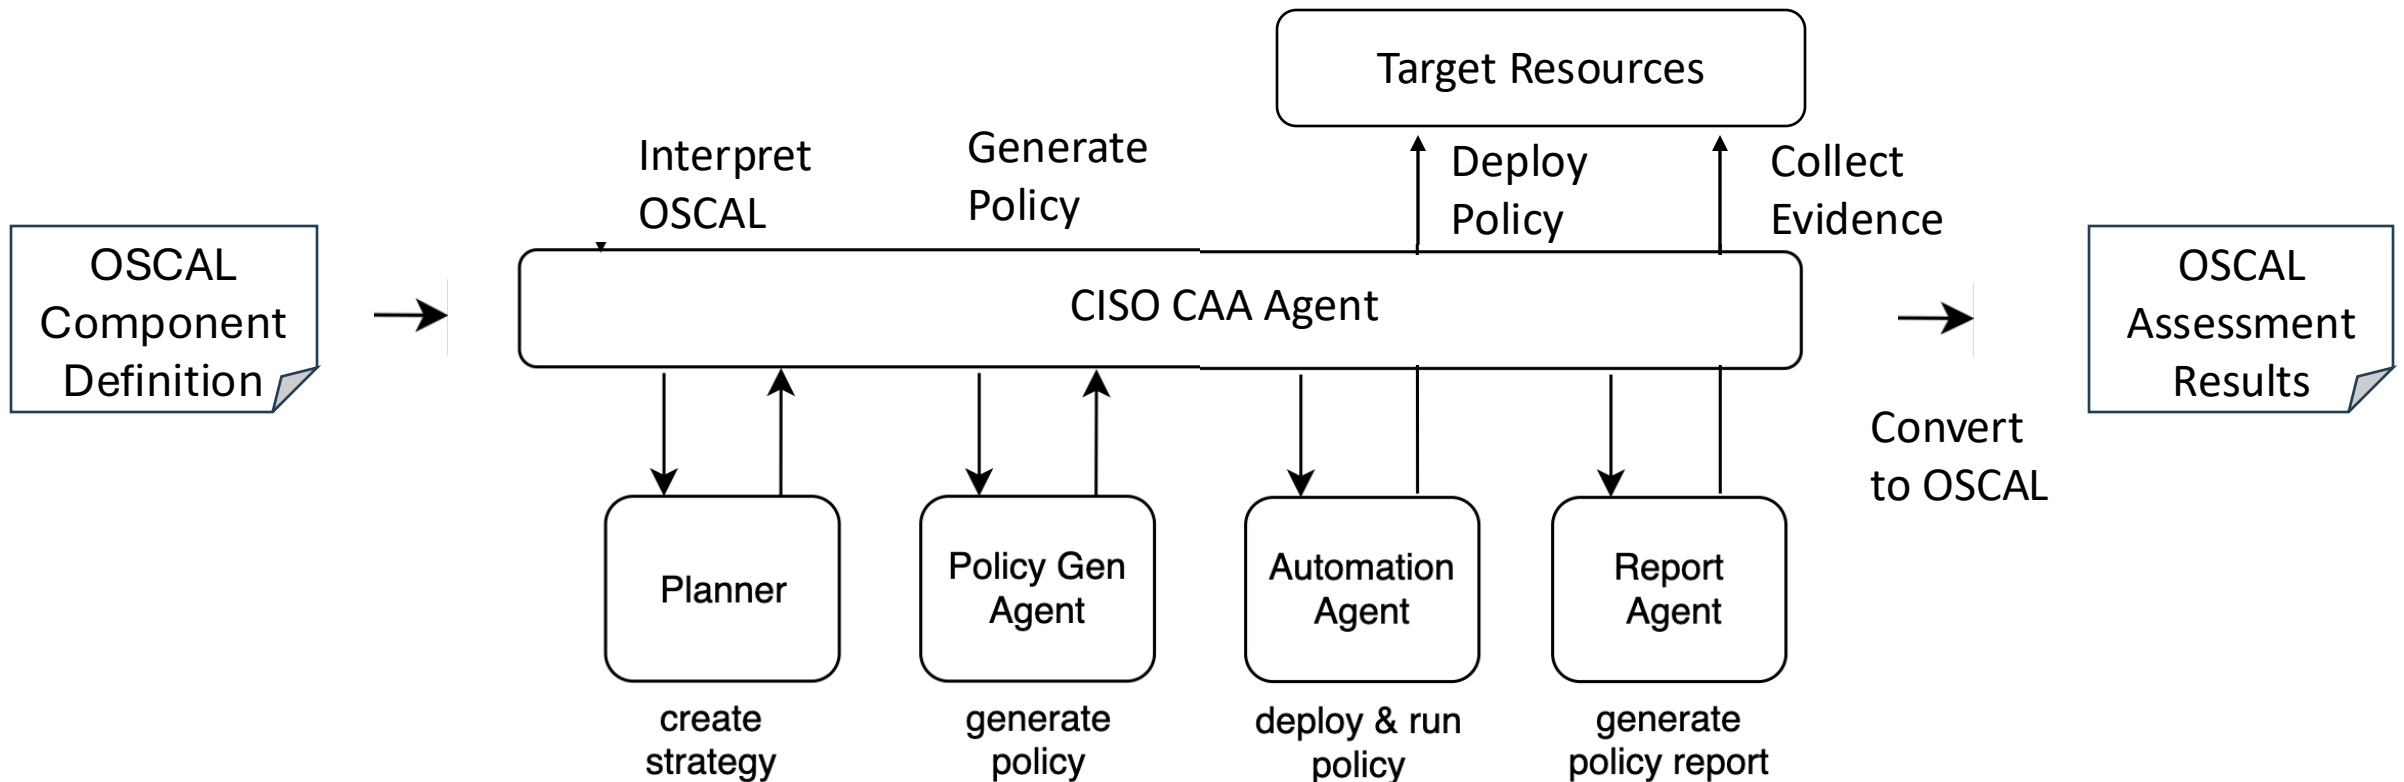 Target Resources
Interpret
OSCAL
Generate
Policy
Deploy
Policy
Collect
Evidence
OSCAL
Component
Definition
CISO CAA Agent
OSCAL
Assessment
Results
Convert
to OSCAL
Planner
Policy Gen
Agent
Automation
Agent
Report
Agent
create
strategy
generate
policy
deploy & run
policy
generate
policy report